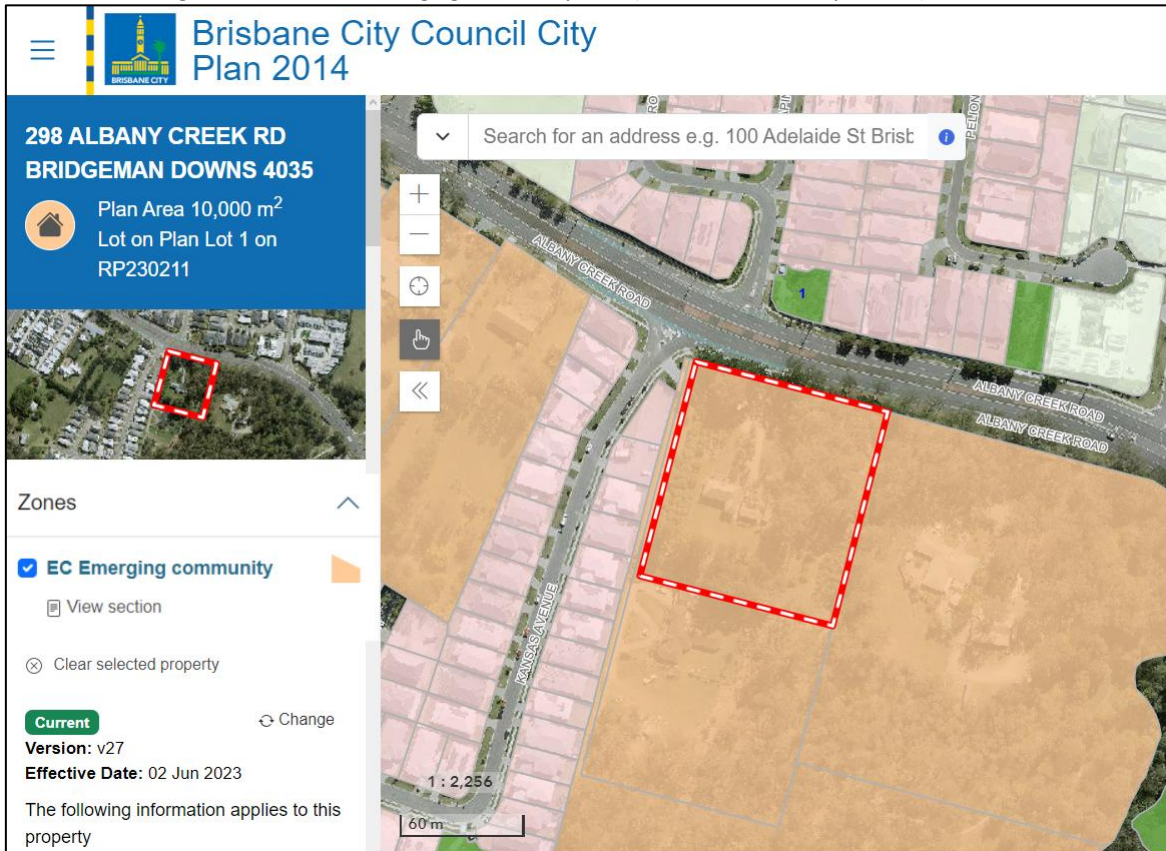 Brisbane City Council City
Plan 2014
BRISBANE CITY
298 ALBANY CREEK RD
BRIDGEMAN DOWNS 4035
Plan Area 10,000 m²
Lot on Plan Lot 1 on
RP230211
Zones
EC Emerging community
View section
Clear selected property
Current
Change
Version: v27
Effective Date: 02 Jun 2023
The following information applies to this
property
Search for an address e.g. 100 Adelaide St Brisb
PELION
ALBANY CREEK ROAD
1
ALBANY CREEK ROAD
ALBANY CREEK ROAD
KANSAS AVENUE
1 : 2,256
60 m